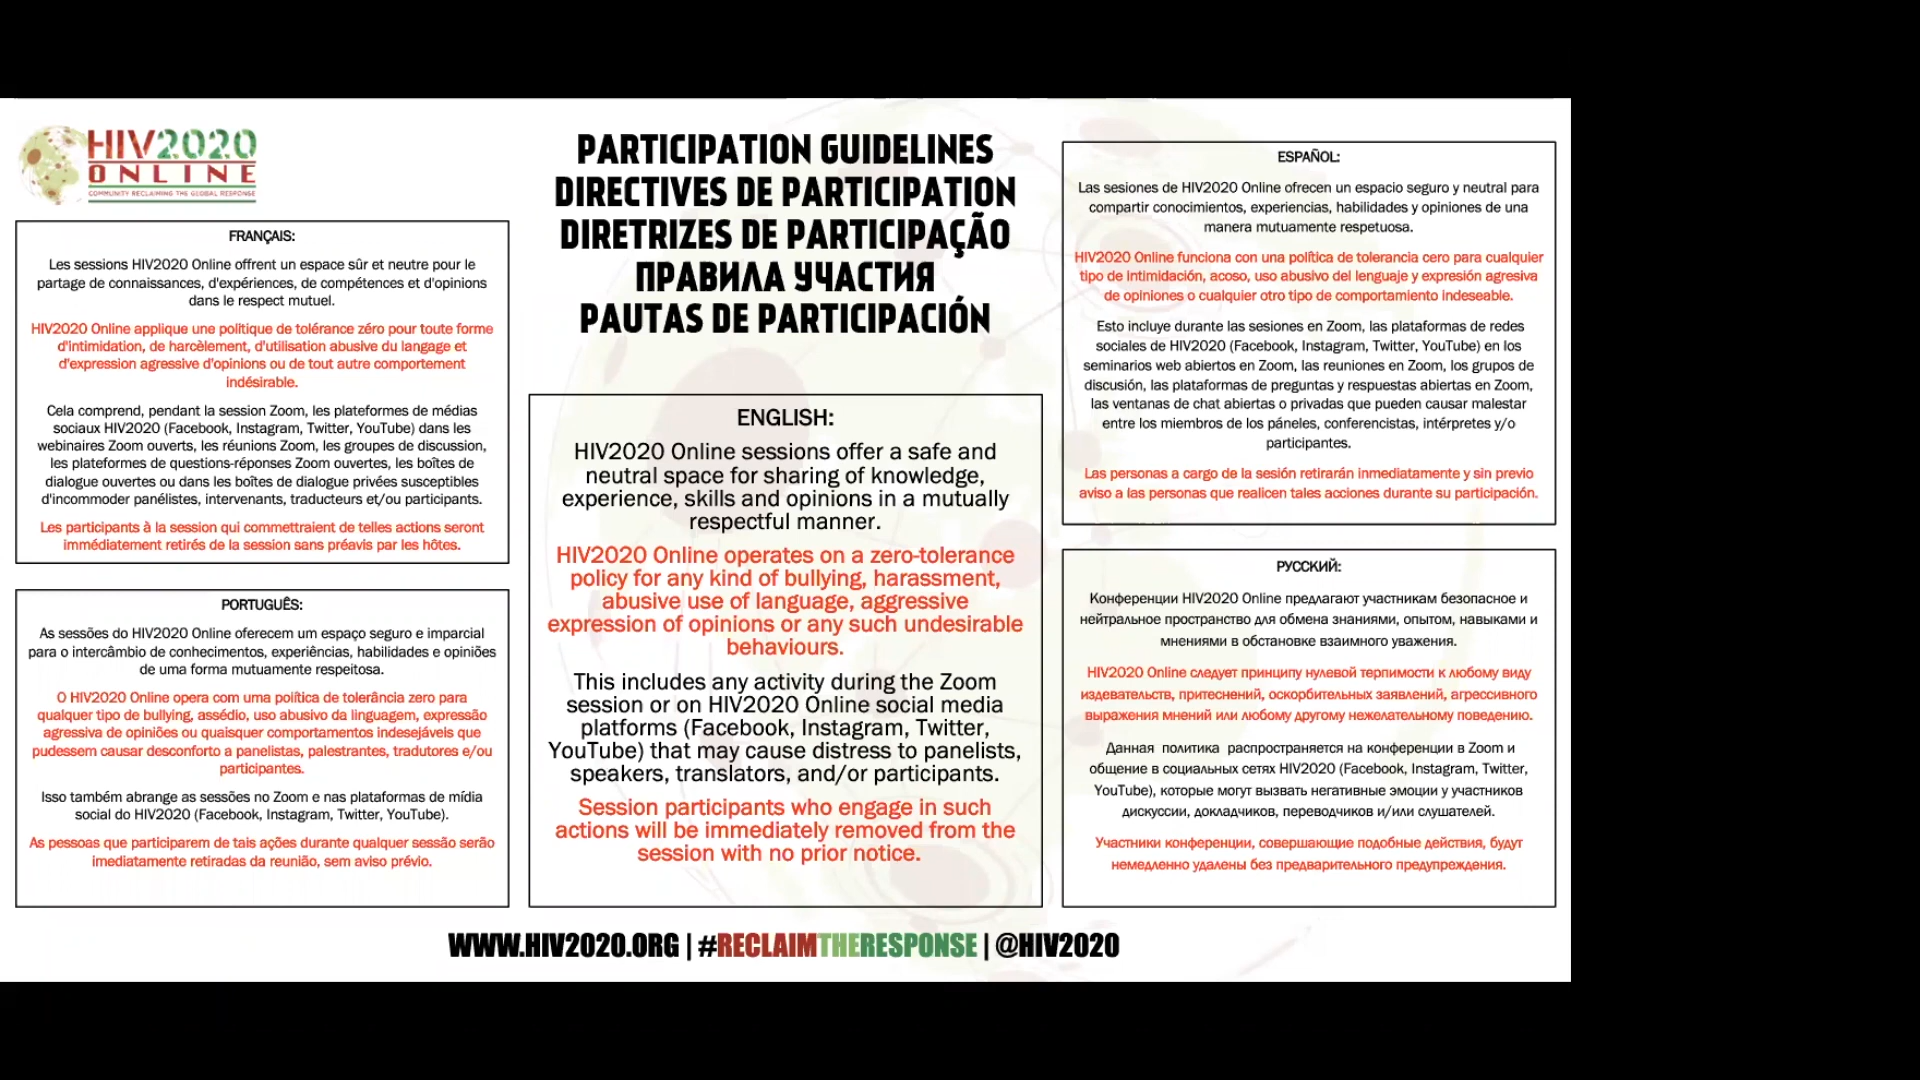 HIV2020
ONLINE
COMMUNITY RECLAIMING THE GLOBAL RESPONSE
FRANÇAIS:
Les sessions HIV2020 Online offrent un espace sûr et neutre pour le
partage de connaissances, d'expériences, de compétences et d'opinions
dans le respect mutuel.
HIV2020 Online applique une politique de tolérance zéro pour toute forme
d'intimidation, de harcèlement, d'utilisation abusive du langage et
d'expression agressive d'opinions ou de tout autre comportement
indésirable.
Cela comprend, pendant la session Zoom, les plateformes de médias
sociaux HIV2020 (Facebook, Instagram, Twitter, YouTube) dans les
webinaires Zoom ouverts, les réunions Zoom, les groupes de discussion,
les plateformes de questions-réponses Zoom ouvertes, les boîtes de
dialogue ouvertes ou dans les boîtes de dialogue privées susceptibles
d'incommoder panélistes, intervenants, traducteurs et/ou participants.
Les participants à la session qui commettraient de telles actions seront
immédiatement retirés de la session sans préavis par les hôtes.
PORTUGUÊS:
As sessões do HIV2020 Online oferecem um espaço seguro e imparcial
para o intercâmbio de conhecimentos, experiências, habilidades e opiniões
de uma forma mutuamente respeitosa.
O HIV2020 Online opera com uma política de tolerância zero para
qualquer tipo de bullying, assédio, uso abusivo da linguagem, expressão
agressiva de opiniões ou quaisquer comportamentos indesejáveis que
pudessem causar desconforto a panelistas, palestrantes, tradutores e/ou
participantes.
Isso também abrange as sessões no Zoom e nas plataformas de mídia
social do HIV2020 (Facebook, Instagram, Twitter, YouTube).
As pessoas que participarem de tais ações durante qualquer sessão serão
imediatamente retiradas da reunião, sem aviso prévio.
PARTICIPATION GUIDELINES
DIRECTIVES DE PARTICIPATION
DIRETRIZES DE PARTICIPAÇÃO
ПРАВИЛА УЧАСТИЯ
PAUTAS DE PARTICIPACIÓN
ENGLISH:
HIV2020 Online sessions offer a safe and
neutral space for sharing of knowledge,
experience, skills and opinions in a mutually
respectful manner.
HIV2020 Online operates on a zero-tolerance
policy for any kind of bullying, harassment,
abusive use of language, aggressive
expression of opinions or any such undesirable
behaviours.
This includes any activity during the Zoom
session or on HIV2020 Online social media
platforms (Facebook, Instagram, Twitter,
YouTube) that may cause distress to panelists,
speakers, translators, and/or participants.
Session participants who engage in such
actions will be immediately removed from the
session with no prior notice.
ESPAÑOL:
Las sesiones de HIV2020 Online ofrecen un espacio seguro y neutral para
compartir conocimientos, experiencias, habilidades y opiniones de una
manera mutuamente respetuosa.
HIV2020 Online funciona con una política de tolerancia cero para cualquier
tipo de intimidación, acoso, uso abusivo del lenguaje y expresión agresiva
de opiniones o cualquier otro tipo de comportamiento indeseable.
Esto incluye durante las sesiones en Zoom, las plataformas de redes
sociales de HIV2020 (Facebook, Instagram, Twitter, YouTube) en los
seminarios web abiertos en Zoom, las reuniones en Zoom, los grupos de
discusión, las plataformas de preguntas y respuestas abiertas en Zoom,
las ventanas de chat abiertas o privadas que pueden causar malestar
entre los miembros de los páneles, conferencistas, intérpretes y/o
participantes.
Las personas a cargo de la sesión retirarán inmediatamente y sin previo
aviso a las personas que realicen tales acciones durante su participación.
РУССКИЙ:
Конференции HIV2020 Online предлагают участникам безопасное и
нейтральное пространство для обмена знаниями, опытом, навыками и
мнениями в обстановке взаимного уважения.
HIV2020 Online следует принципу нулевой терпимости к любому виду
издевательств, притеснений, оскорбительных заявлений, агрессивного
выражения мнений или любому другому нежелательному поведению.
Данная политика распространяется на конференции в Zoom и
общение в социальных сетях HIV2020 (Facebook, Instagram, Twitter,
YouTube), которые могут вызвать негативные эмоции у участников
дискуссии, докладчиков, переводчиков и/или слушателей.
Участники конференции, совершающие подобные действия, будут
немедленно удалены без предварительного предупреждения.
WWW.HIV2020.ORG | #RECLAIMTHERESPONSE | @HIV2020